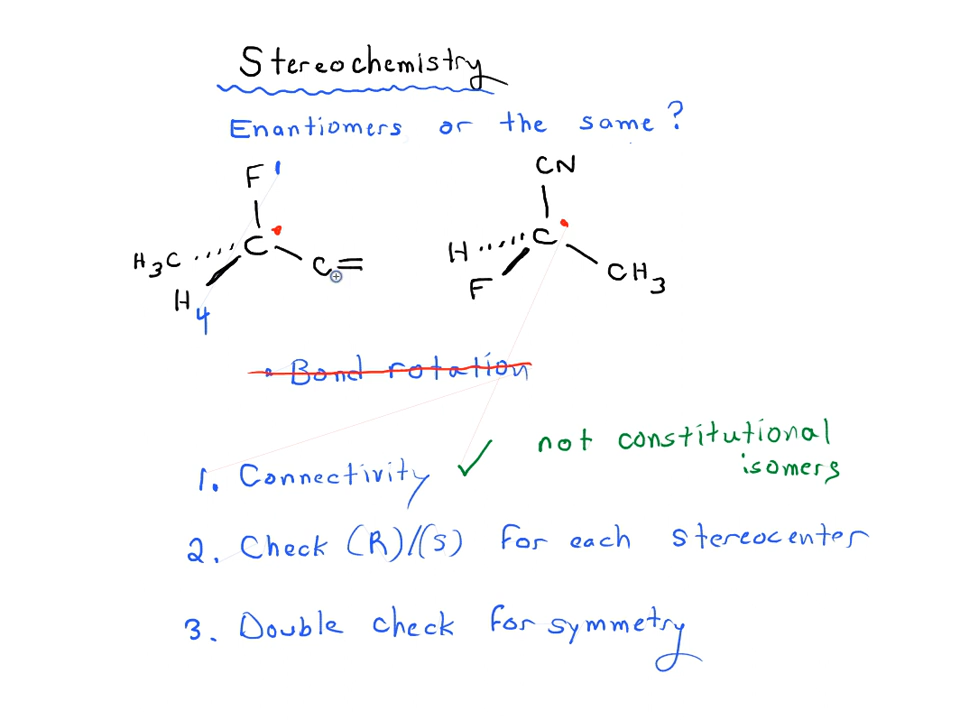 Stereochemistry
Enantiomers or the same?
F 1
C
H3C
C=
H 4
CN
H
C
F
CH3
• Bond rotation
1. Connectivity ✓ not constitutional
isomers
2. Check (R)/(S) for each stereocenter
3. Double check for symmetry